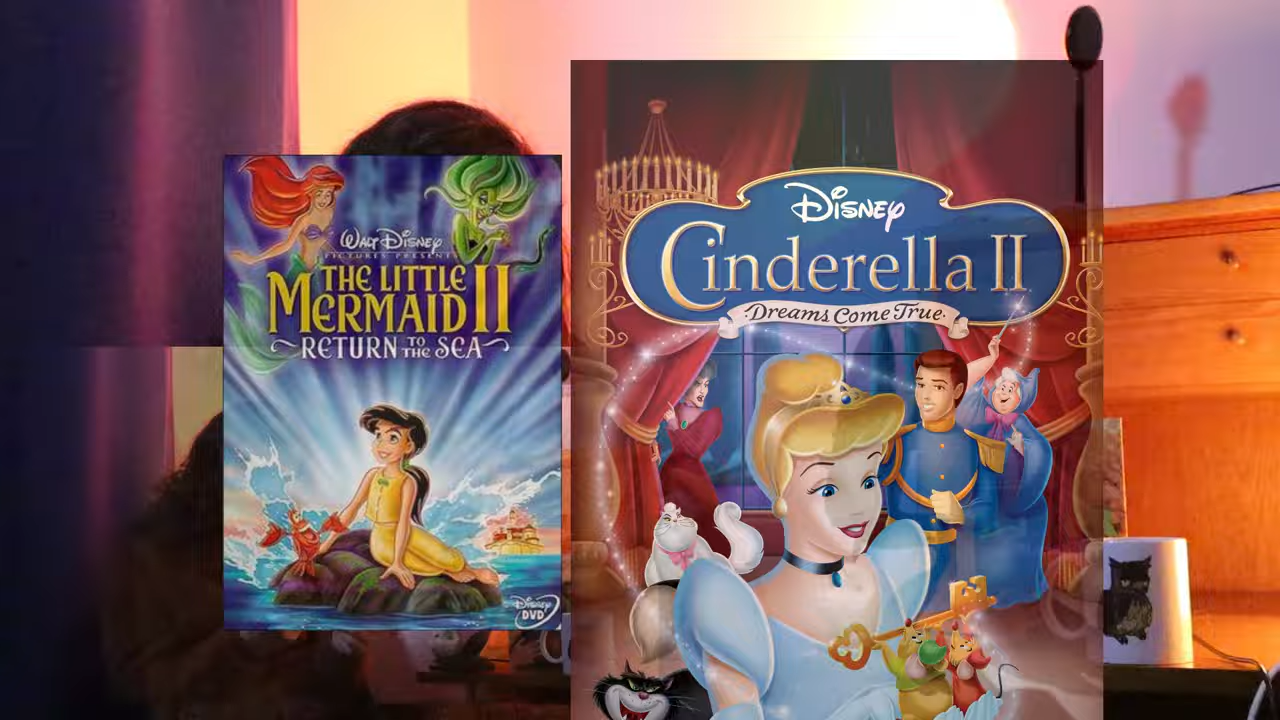 WALT DISNEY
PICTURES PRESENTS
THE LITTLE
MERMAID II
RETURN TO THE SEA
Disney
DVD
Disney
Cinderella II
Dreams Come True